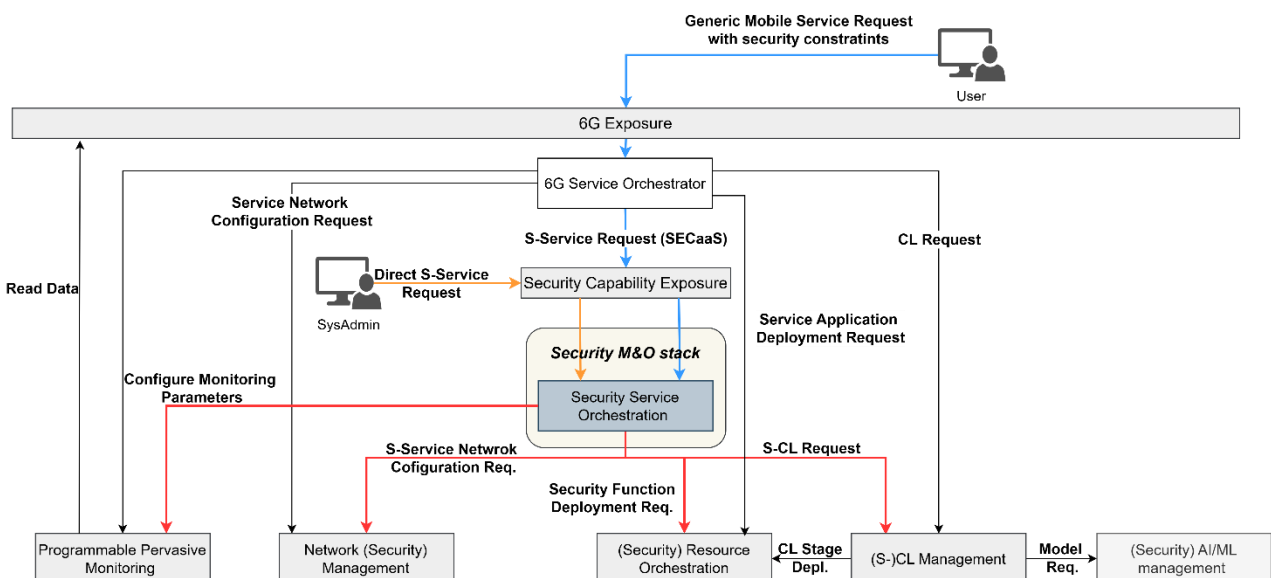 Generic Mobile Service Request
with security constratints
User
6G Exposure
6G Service Orchestrator
Service Network
Configuration Request
S-Service Request (SECaaS)
CL Request
Read Data
Direct S-Service
Request
Security Capability Exposure
SysAdmin
Service Application
Deployment Request
Security M&O stack
Configure Monitoring
Parameters
Security Service
Orchestration
S-Service Netwrok
Cofiguration Req.
S-CL Request
Security Function
Deployment Req.
Programmable Pervasive
Monitoring
Network (Security)
Management
(Security) Resource
Orchestration
CL Stage
Depl.
(S-)CL Management
Model
Req.
(Security) AI/ML
management